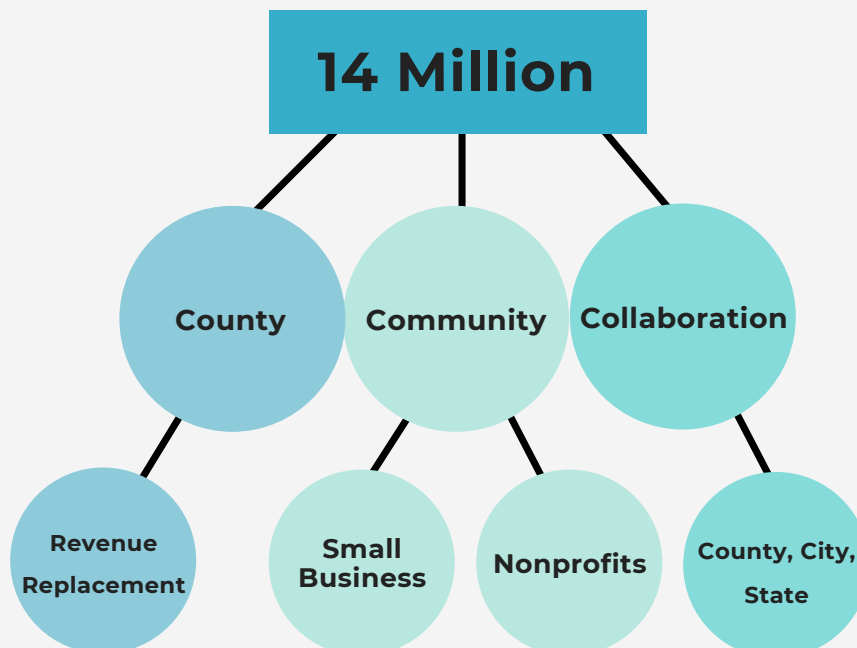 14 Million
County
Community
Collaboration
Revenue
Replacement
Small
Business
Nonprofits
County, City,
State